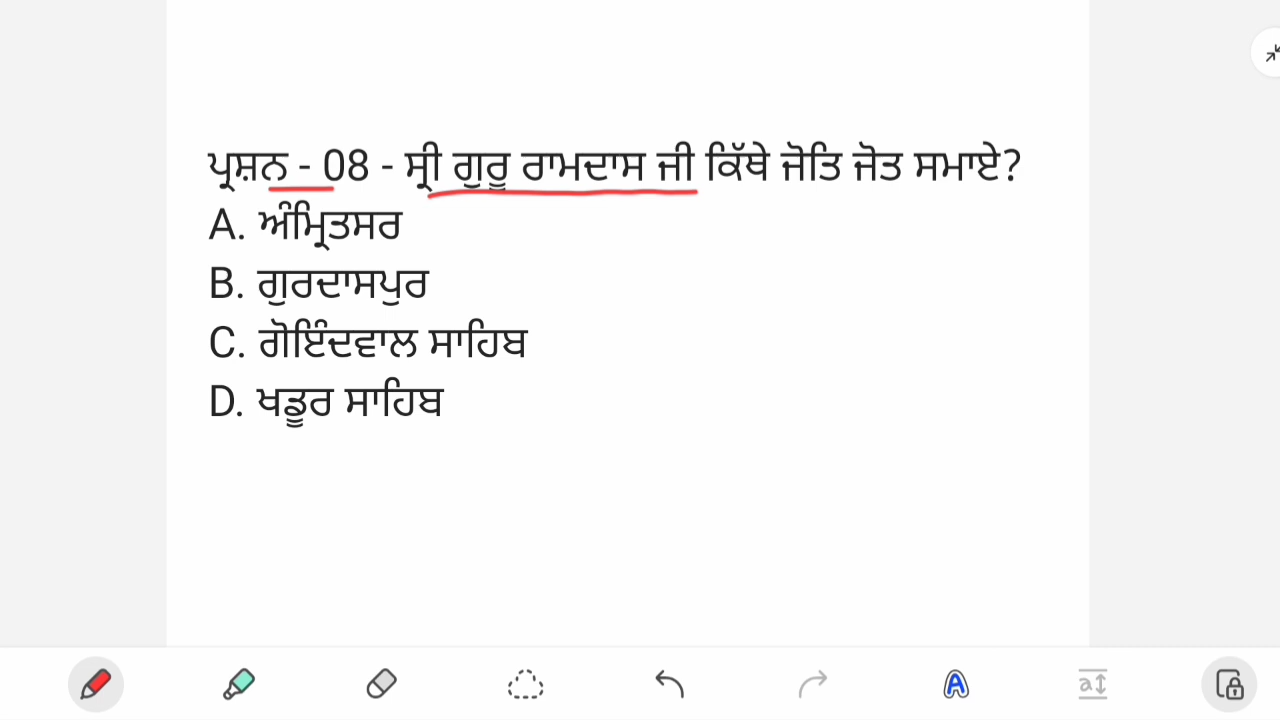 ਪ੍ਰਸ਼ਨ - 08 - ਸ੍ਰੀ ਗੁਰੂ ਰਾਮਦਾਸ ਜੀ ਕਿੱਥੇ ਜੋਤਿ ਜੋਤ ਸਮਾਏ?
A. ਅੰਮ੍ਰਿਤਸਰ
B. ਗੁਰਦਾਸਪੁਰ
C. ਗੋਇੰਦਵਾਲ ਸਾਹਿਬ
D. ਖਡੂਰ ਸਾਹਿਬ